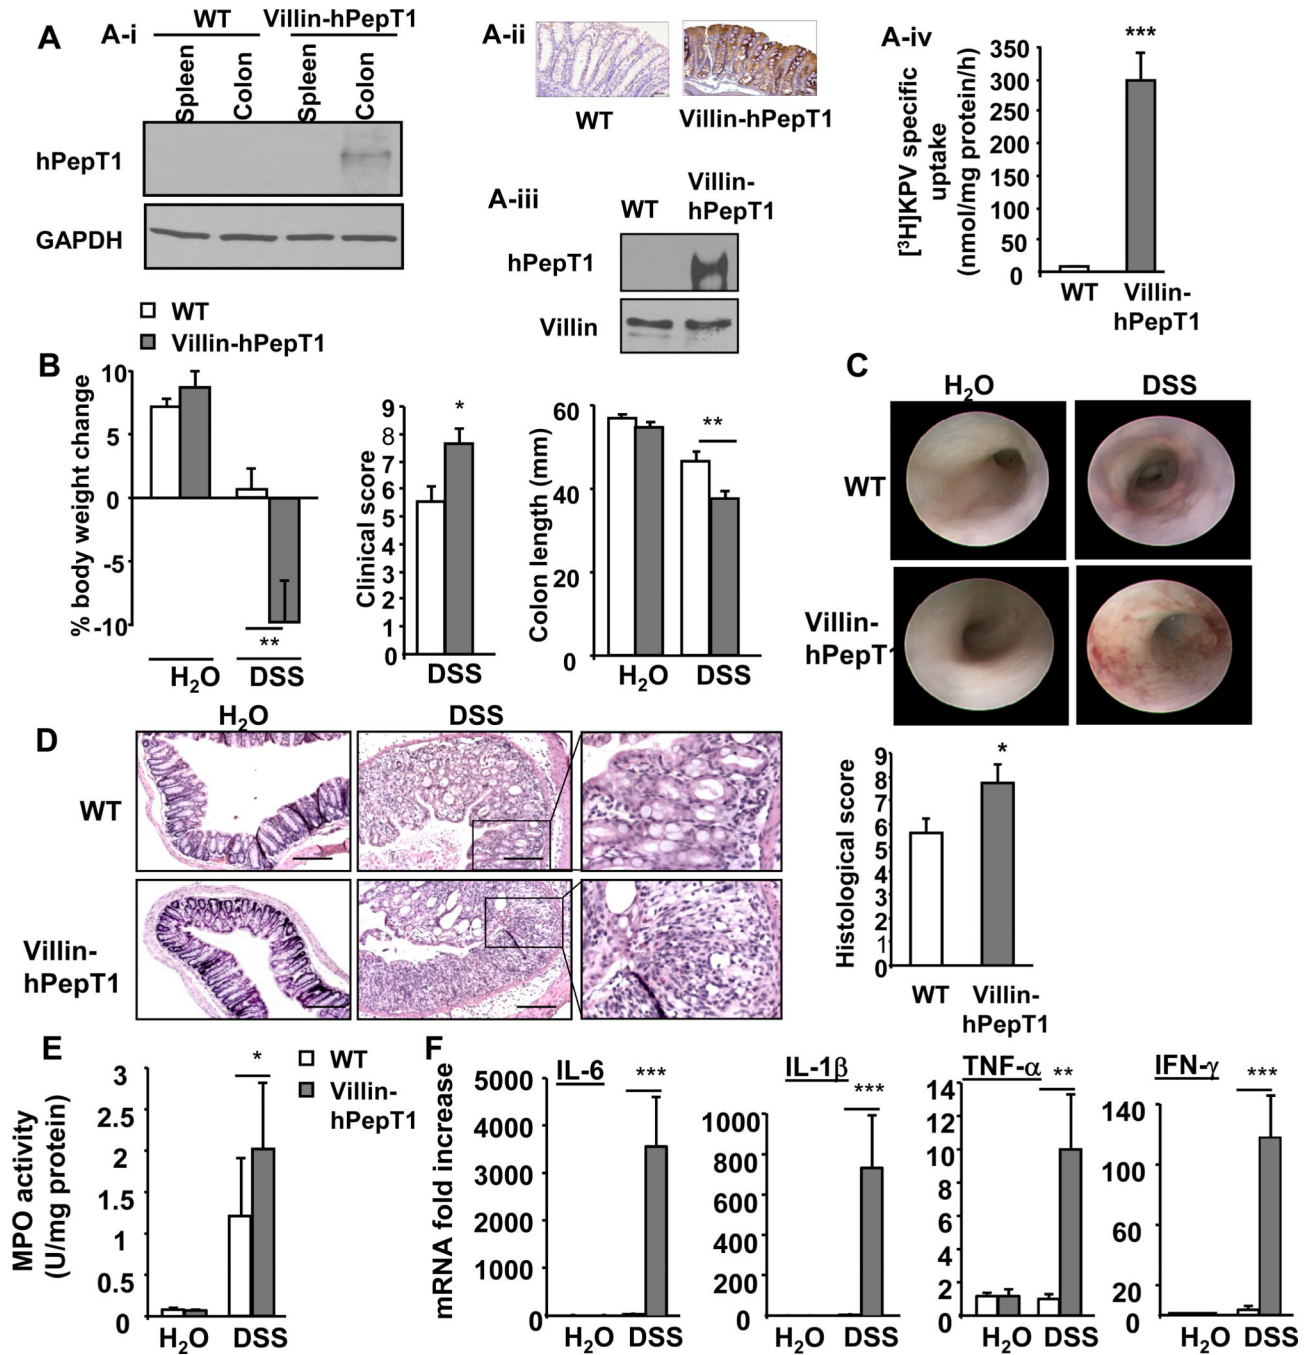 A
A-i
WT
Villin-hPepT1
Spleen
Colon
Spleen
Colon
hPepT1
GAPDH
A-ii
WT
Villin-hPepT1
A-iii
WT
Villin-
hPepT1
hPepT1
Villin
A-iv
[³H]KPV specific
uptake
(nmol/mg protein/h)
350
300
250
200
150
100
50
0
***
WT
Villin-
hPepT1
WT
Villin-hPepT1
B
% body weight change
10
5
0
-5
-10
**
H₂O
DSS
Clinical score
9
8
7
6
5
4
3
2
1
0
*
DSS
Colon length (mm)
60
40
20
0
**
H₂O
DSS
C
H₂O
DSS
WT
Villin-
hPepT1
D
H₂O
DSS
WT
Villin-
hPepT1
Histological score
9
8
7
6
5
4
3
2
1
0
*
WT
Villin-
hPepT1
E
WT
Villin-
hPepT1
MPO activity
(U/mg protein)
3
2
1.5
1
0.5
0
*
H₂O
DSS
F
mRNA fold increase
IL-6
5000
4000
3000
2000
1000
0
***
H₂O
DSS
IL-1β
1000
800
600
400
200
0
***
H₂O
DSS
TNF-α
14
12
10
8
6
4
2
0
**
H₂O
DSS
IFN-γ
140
100
60
20
0
***
H₂O
DSS